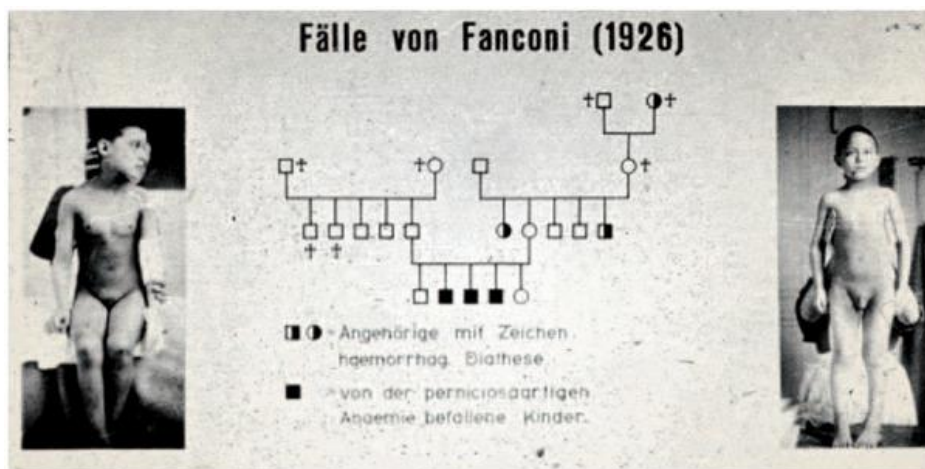 Fälle von Fanconi (1926)
= Angehörige mit Zeichen
haemorrhag. Diathese.
= von der perniciosaartigen
Anaemie befallene Kinder.